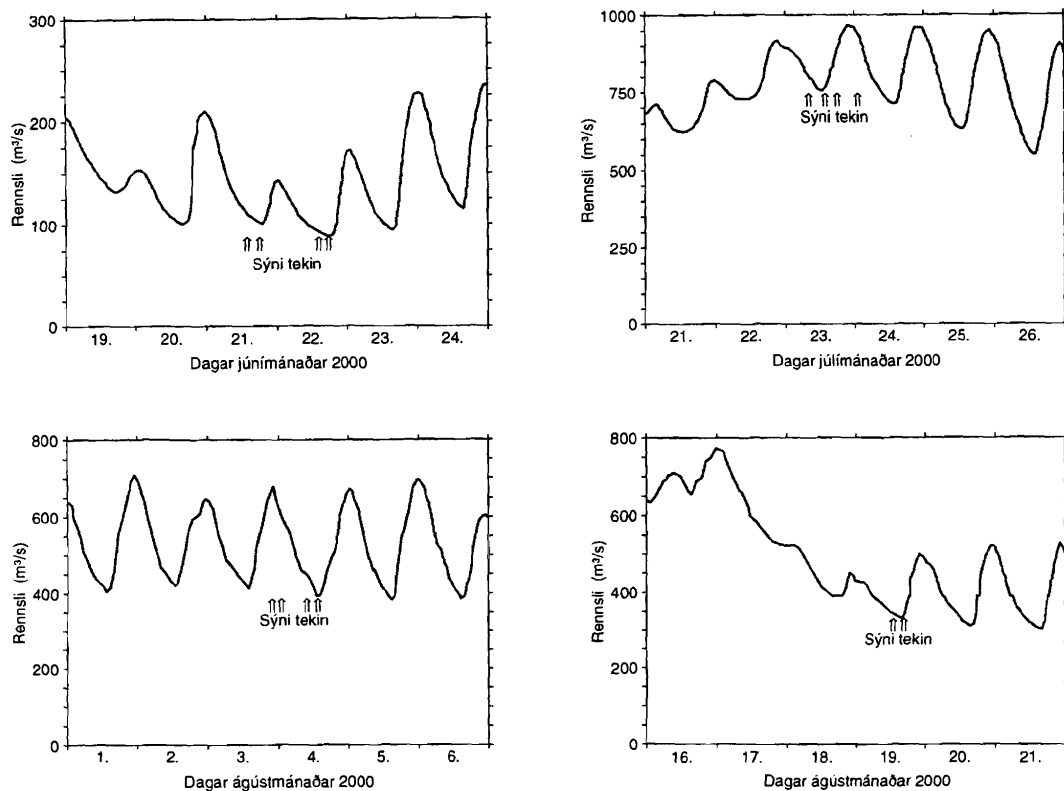 300
200
100
0
Rennsli (m³/s)
Sýni tekin
19. 20. 21. 22. 23. 24.
Dagar júnímánaðar 2000
1000
750
500
250
0
Rennsli (m³/s)
Sýni tekin
21. 22. 23. 24. 25. 26.
Dagar júlímánaðar 2000
800
600
400
200
0
Rennsli (m³/s)
Sýni tekin
1. 2. 3. 4. 5. 6.
Dagar ágústmánaðar 2000
800
600
400
200
0
Rennsli (m³/s)
Sýni tekin
16. 17. 18. 19. 20. 21.
Dagar ágústmánaðar 2000